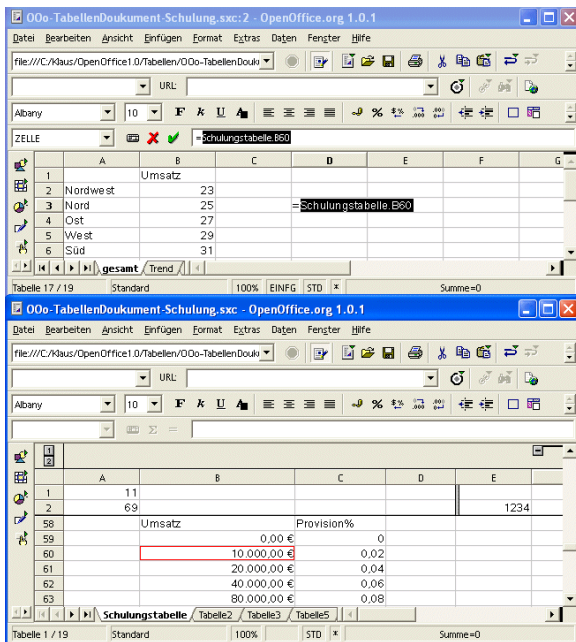 OOo-TabellenDoukument-Schulung.sxc:2 - OpenOffice.org 1.0.1
Datei Bearbeiten Ansicht Einfügen Format Extras Daten Fenster Hilfe
file:///C:/Klaus/OpenOffice1.0/Tabellen/OOo-TabellenDouk
URL:
Albany 10 F k U A
ZELLE =Schulungstabelle.B60
A B C D E F G
1 Umsatz
2 Nordwest 23
3 Nord 25 =Schulungstabelle.B60
4 Ost 27
5 West 29
6 Süd 31
gesamt Trend
Tabelle 17 / 19 Standard 100% EINFG STD * Summe=0
OOo-TabellenDoukument-Schulung.sxc - OpenOffice.org 1.0.1
Datei Bearbeiten Ansicht Einfügen Format Extras Daten Fenster Hilfe
file:///C:/Klaus/OpenOffice1.0/Tabellen/OOo-TabellenDouk
URL:
Albany 10 F k U A
1 2
A B C D E
1 11
2 69 1234
58 Umsatz Provision%
59 0,00 € 0
60 10.000,00 € 0,02
61 20.000,00 € 0,04
62 40.000,00 € 0,06
63 80.000,00 € 0,08
Schulungstabelle Tabelle2 Tabelle3 Tabelle5
Tabelle 1 / 19 Standard 100% STD * Summe=0